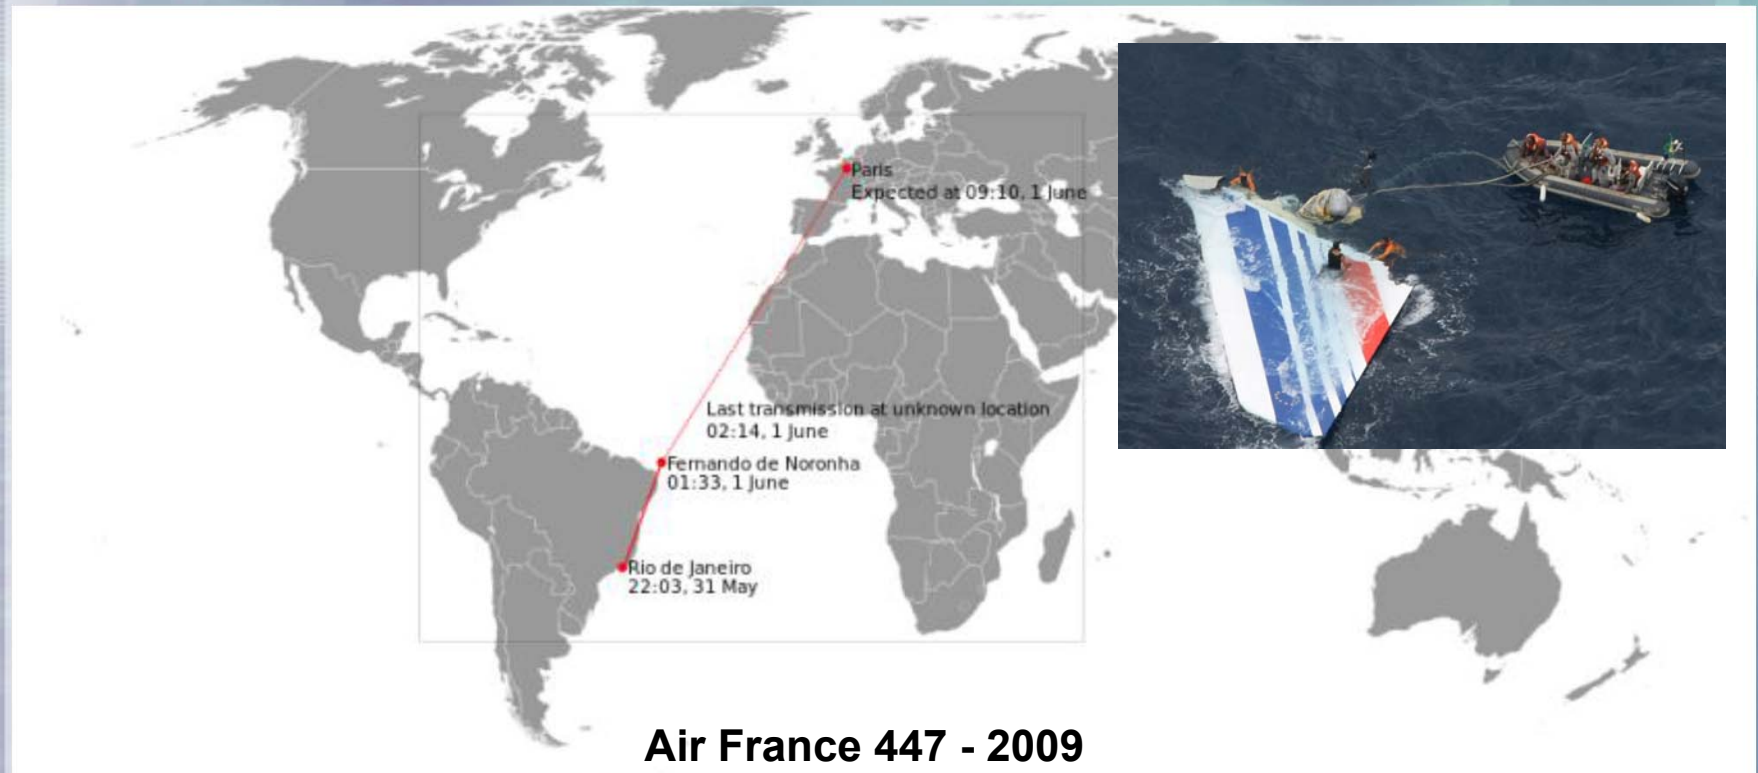 Paris
Expected at 09:10, 1 June
Last transmission at unknown location
02:14, 1 June
Fernando de Noronha
01:33, 1 June
Rio de Janeiro
22:03, 31 May
Air France 447 - 2009